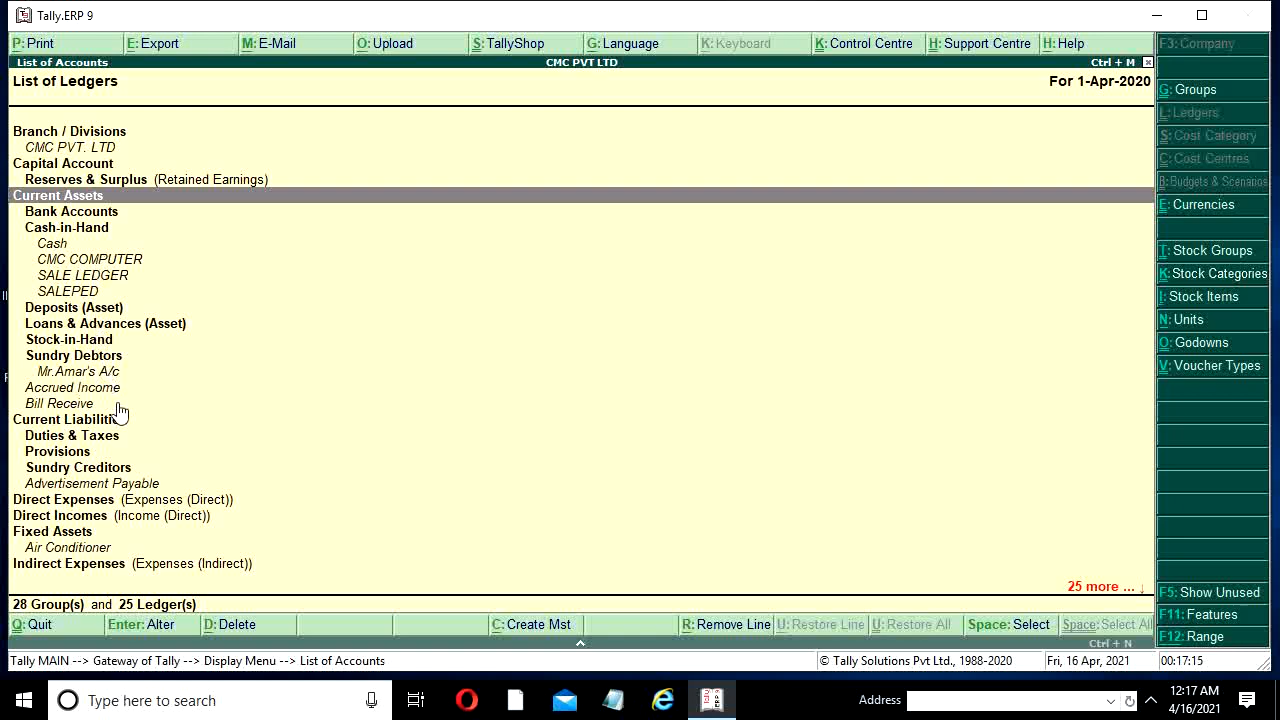 Tally.ERP 9
P: Print E: Export M: E-Mail O: Upload S: TallyShop G: Language K: Keyboard K: Control Centre H: Support Centre H: Help
List of Accounts CMC PVT LTD Ctrl + M
List of Ledgers For 1-Apr-2020
Branch / Divisions
CMC PVT. LTD
Capital Account
Reserves & Surplus (Retained Earnings)
Current Assets
Bank Accounts
Cash-in-Hand
Cash
CMC COMPUTER
SALE LEDGER
SALEPED
Deposits (Asset)
Loans & Advances (Asset)
Stock-in-Hand
Sundry Debtors
Mr.Amar's A/c
Accrued Income
Bill Receive
Current Liabiliti
Duties & Taxes
Provisions
Sundry Creditors
Advertisement Payable
Direct Expenses (Expenses (Direct))
Direct Incomes (Income (Direct))
Fixed Assets
Air Conditioner
Indirect Expenses (Expenses (Indirect))
25 more ... ↓
28 Group(s) and 25 Ledger(s)
Q: Quit Enter: Alter D: Delete C: Create Mst R: Remove Line U: Restore Line U: Restore All Space: Select Space: Select All
Ctrl + N
Tally MAIN --> Gateway of Tally --> Display Menu --> List of Accounts © Tally Solutions Pvt Ltd., 1988-2020 Fri, 16 Apr, 2021 00:17:15
F3: Company
G: Groups
L: Ledgers
S: Cost Category
C: Cost Centres
B: Budgets & Scenarios
E: Currencies
T: Stock Groups
K: Stock Categories
I: Stock Items
N: Units
O: Godowns
V: Voucher Types
F5: Show Unused
F11: Features
F12: Range
Type here to search
Address
12:17 AM
4/16/2021